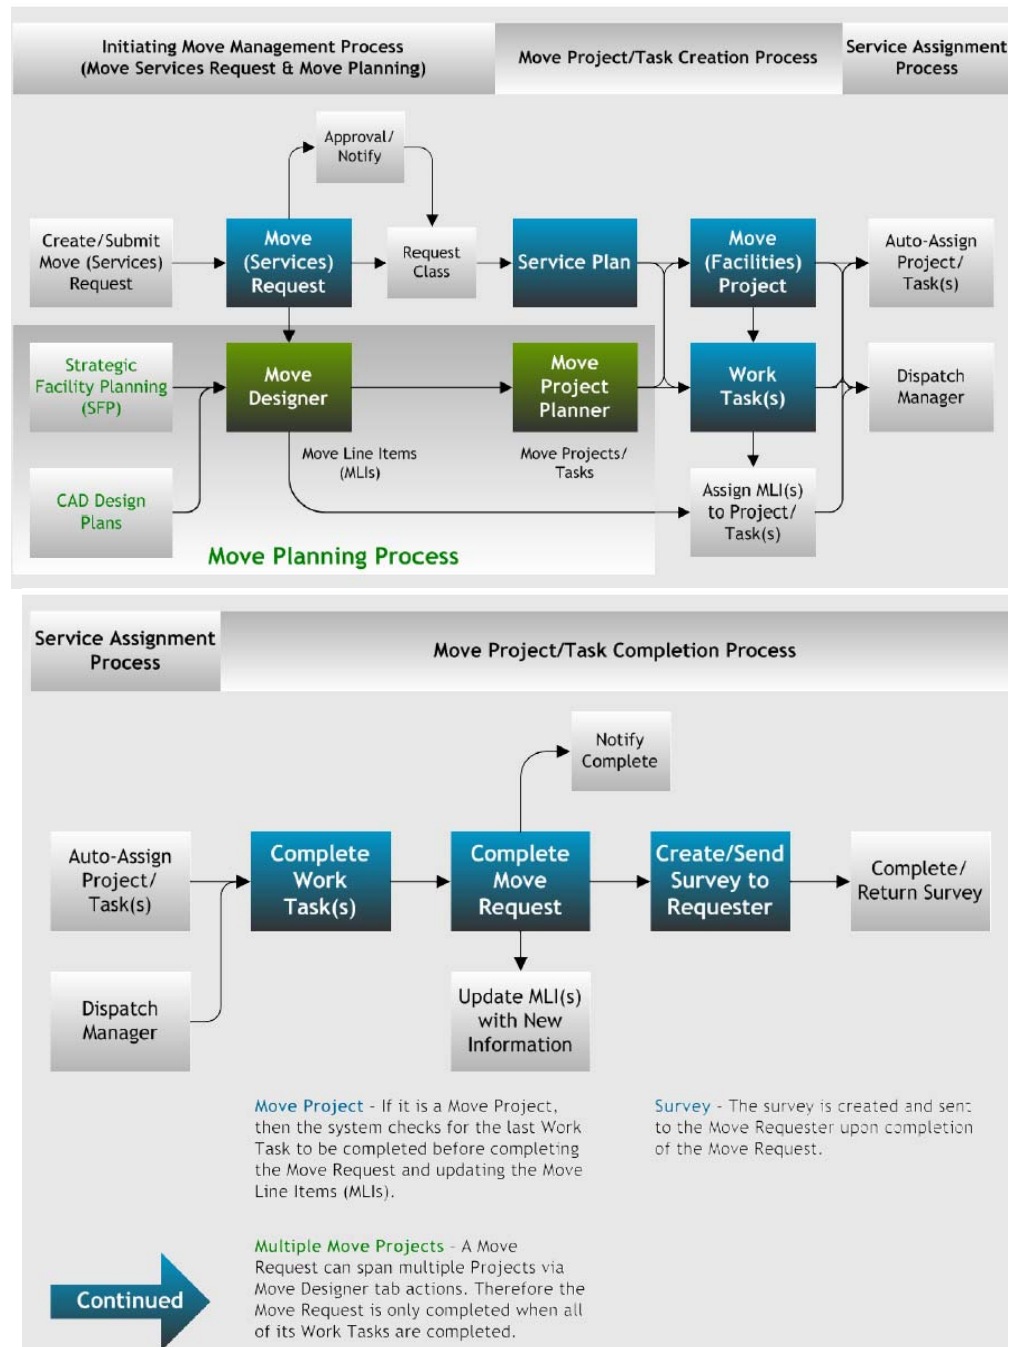 Initiating Move Management Process
(Move Services Request & Move Planning)
Move Project/Task Creation Process
Service Assignment
Process
Approval/
Notify
Create/Submit
Move (Services)
Request
Move
(Services)
Request
Request
Class
Service Plan
Move
(Facilities)
Project
Auto-Assign
Project/
Task(s)
Strategic
Facility Planning
(SFP)
Move
Designer
Move
Project
Planner
Work
Task(s)
Dispatch
Manager
Move Line Items
(MLIs)
Move Projects/
Tasks
CAD Design
Plans
Assign MLI(s)
to Project/
Task(s)
Move Planning Process
Service Assignment
Process
Move Project/Task Completion Process
Notify
Complete
Auto-Assign
Project/
Task(s)
Complete
Work
Task(s)
Complete
Move
Request
Create/Send
Survey to
Requester
Complete/
Return Survey
Dispatch
Manager
Update MLI(s)
with New
Information
Move Project - If it is a Move Project,
then the system checks for the last Work
Task to be completed before completing
the Move Request and updating the Move
Line Items (MLIs).
Survey - The survey is created and sent
to the Move Requester upon completion
of the Move Request.
Multiple Move Projects - A Move
Request can span multiple Projects via
Move Designer tab actions. Therefore the
Move Request is only completed when all
of its Work Tasks are completed.
Continued